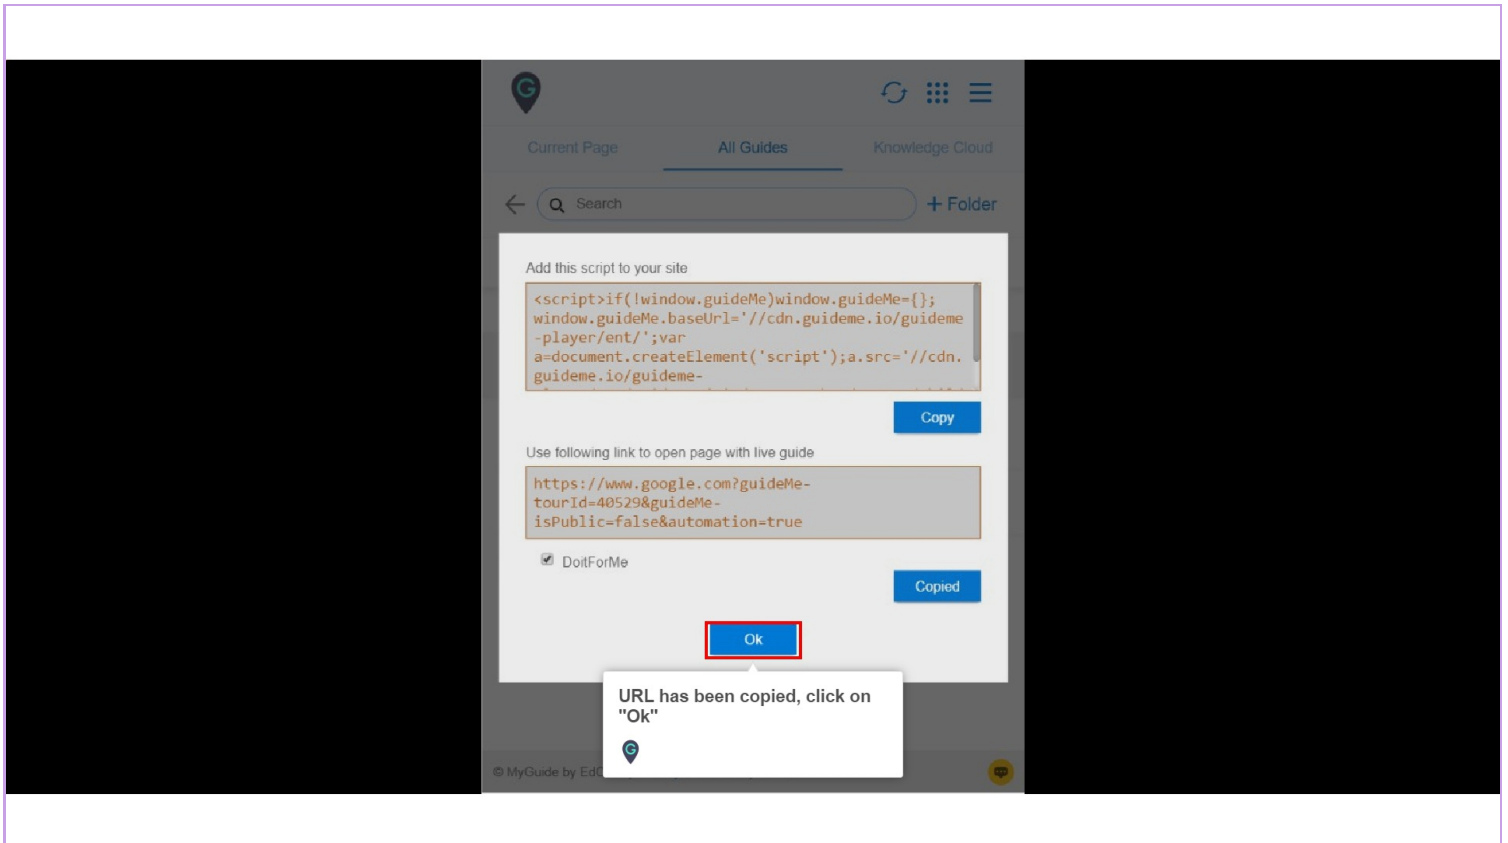 G
Current Page
All Guides
Knowledge Cloud
Search
+ Folder
Add this script to your site
<script>if(!window.guideMe)window.guideMe={};
window.guideMe.baseUrl='//cdn.guideme.io/guideme
-player/ent/';var
a=document.createElement('script');a.src='//cdn.
guideme.io/guideme-
Copy
Use following link to open page with live guide
https://www.google.com?guideMe-
tourId=40529&guideMe-
isPublic=false&automation=true
DoitForMe
Copied
Ok
URL has been copied, click on
"Ok"
G
© MyGuide by